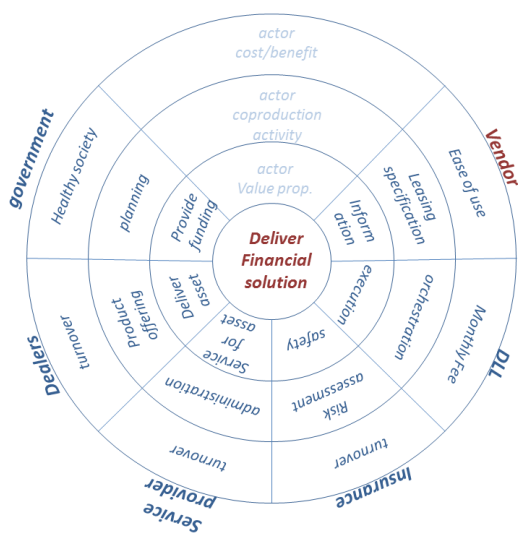 actor
cost/benefit
actor
coproduction
activity
actor
Value prop.
Deliver
Financial
solution
Vendor
Ease of use
Leasing
specification
Inform
ation
DLL
Monthly Fee
orchestration
execution
Insurance
turnover
Risk
assessment
safety
Service
provider
turnover
administration
Service
for
asset
Dealers
turnover
Product
offering
Deliver
asset
government
Healthy society
planning
Provide
funding